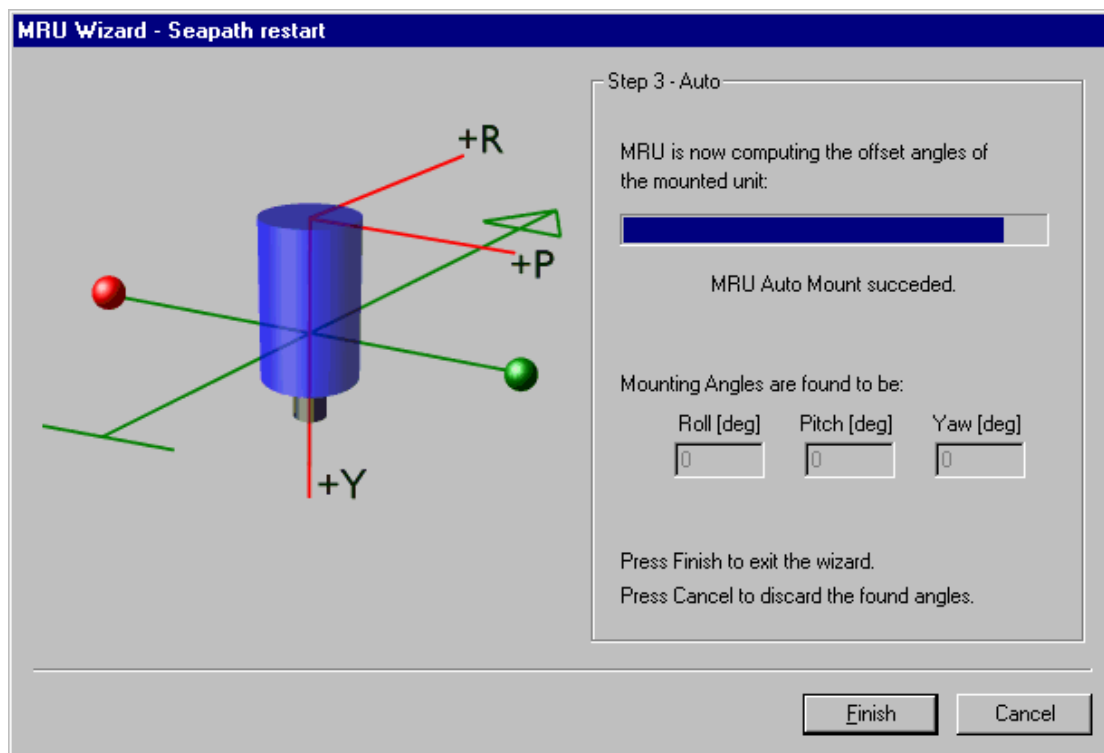 MRU Wizard - Seapath restart
+R
+P
+Y
Step 3 - Auto
MRU is now computing the offset angles of
the mounted unit:
MRU Auto Mount succeded.
Mounting Angles are found to be:
Roll [deg] Pitch [deg] Yaw [deg]
0 0 0
Press Finish to exit the wizard.
Press Cancel to discard the found angles.
Finish Cancel